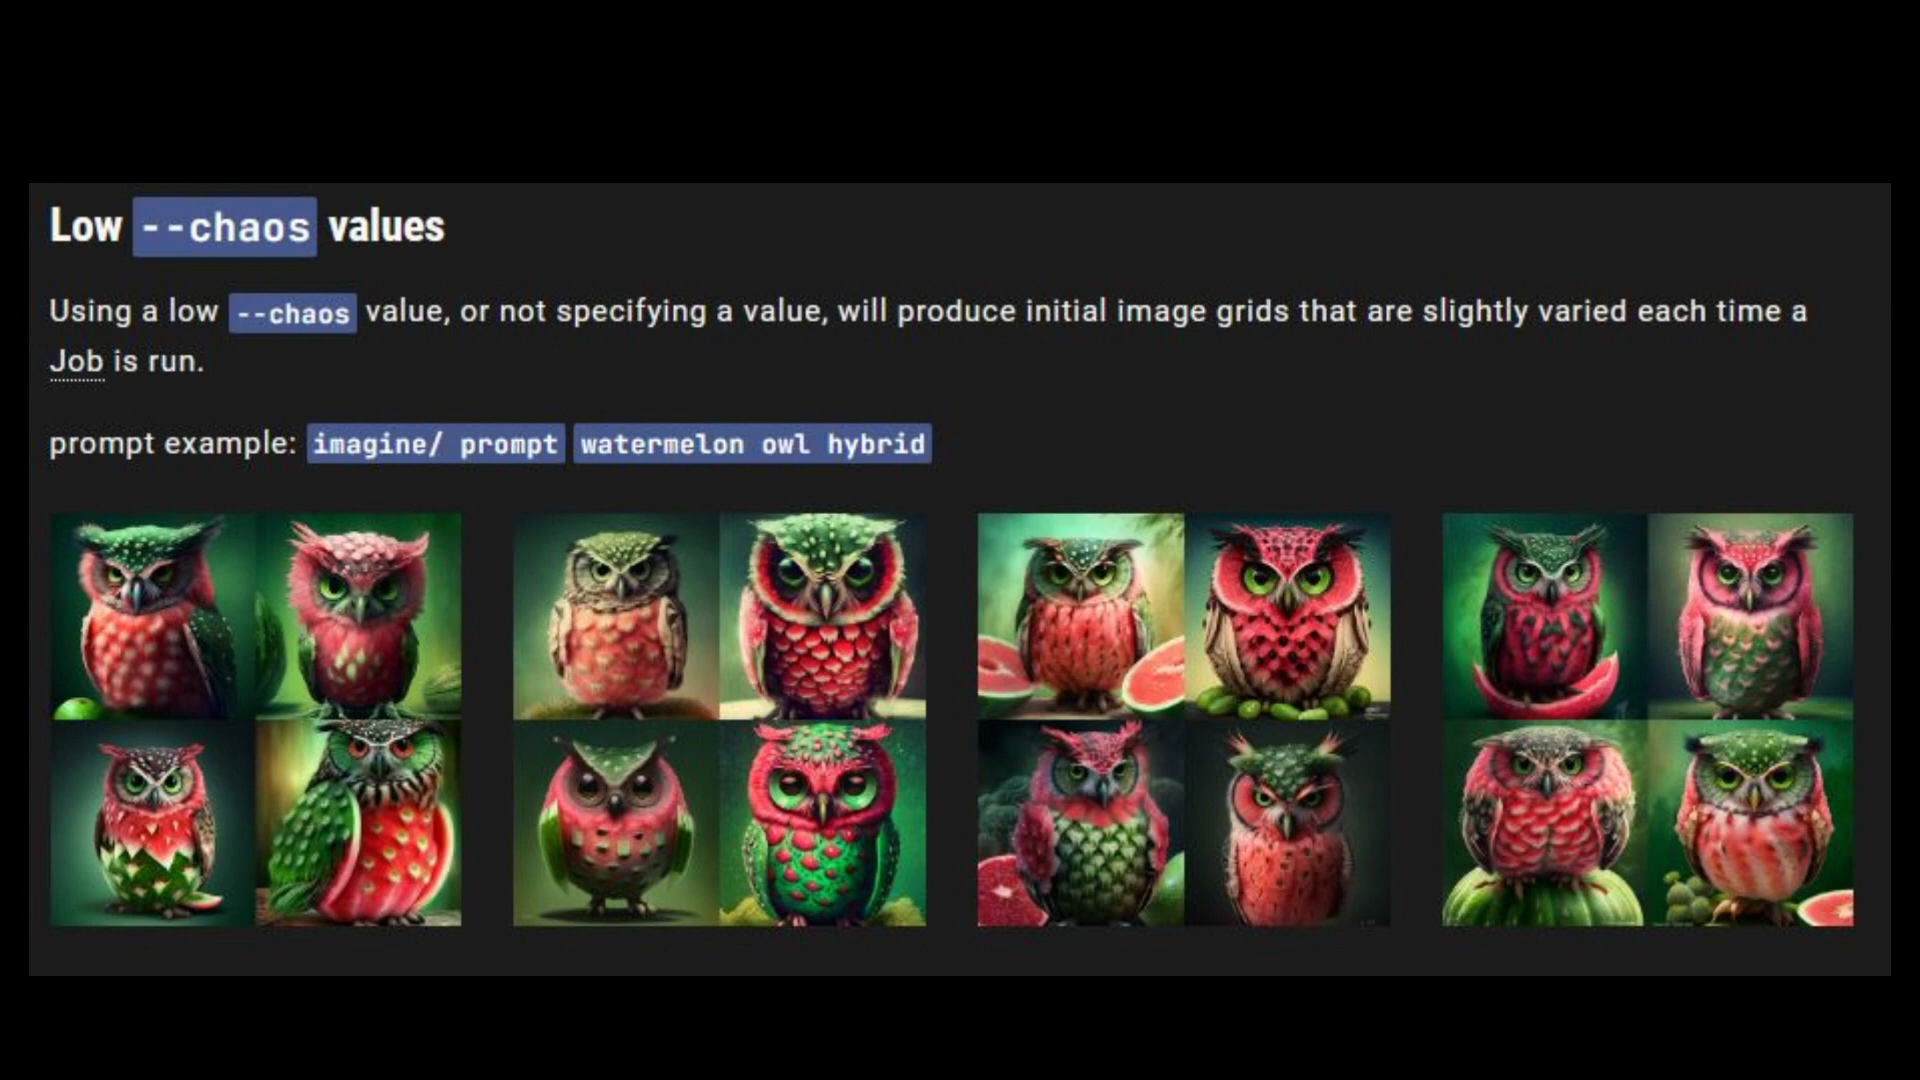 Low --chaos values
Using a low --chaos value, or not specifying a value, will produce initial image grids that are slightly varied each time a
Job is run.
prompt example: imagine/ prompt watermelon owl hybrid